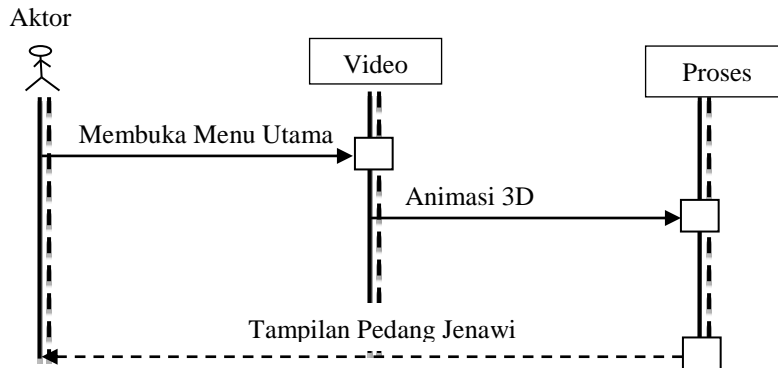 Aktor
Video
Proses
Membuka Menu Utama
Animasi 3D
Tampilan Pedang Jenawi